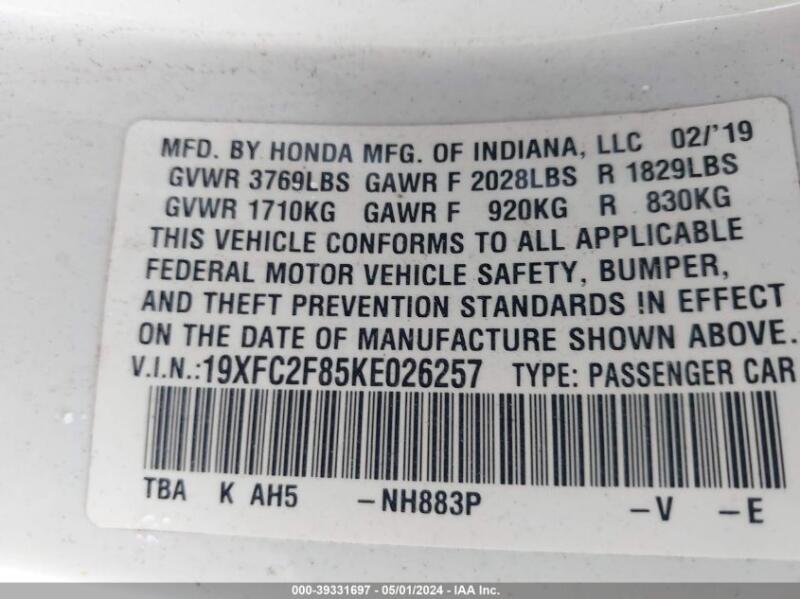 MFD. BY HONDA MFG. OF INDIANA, LLC 02/'19
GVWR 3769LBS GAWR F 2028LBS R 1829LBS
GVWR 1710KG GAWR F 920KG R 830KG
THIS VEHICLE CONFORMS TO ALL APPLICABLE
FEDERAL MOTOR VEHICLE SAFETY, BUMPER,
AND THEFT PREVENTION STANDARDS IN EFFECT
ON THE DATE OF MANUFACTURE SHOWN ABOVE.
V.I.N.:19XFC2F85KE026257 TYPE: PASSENGER CAR
TBA K AH5 -NH883P -V -E
000-39331697 - 05/01/2024 - IAA Inc.